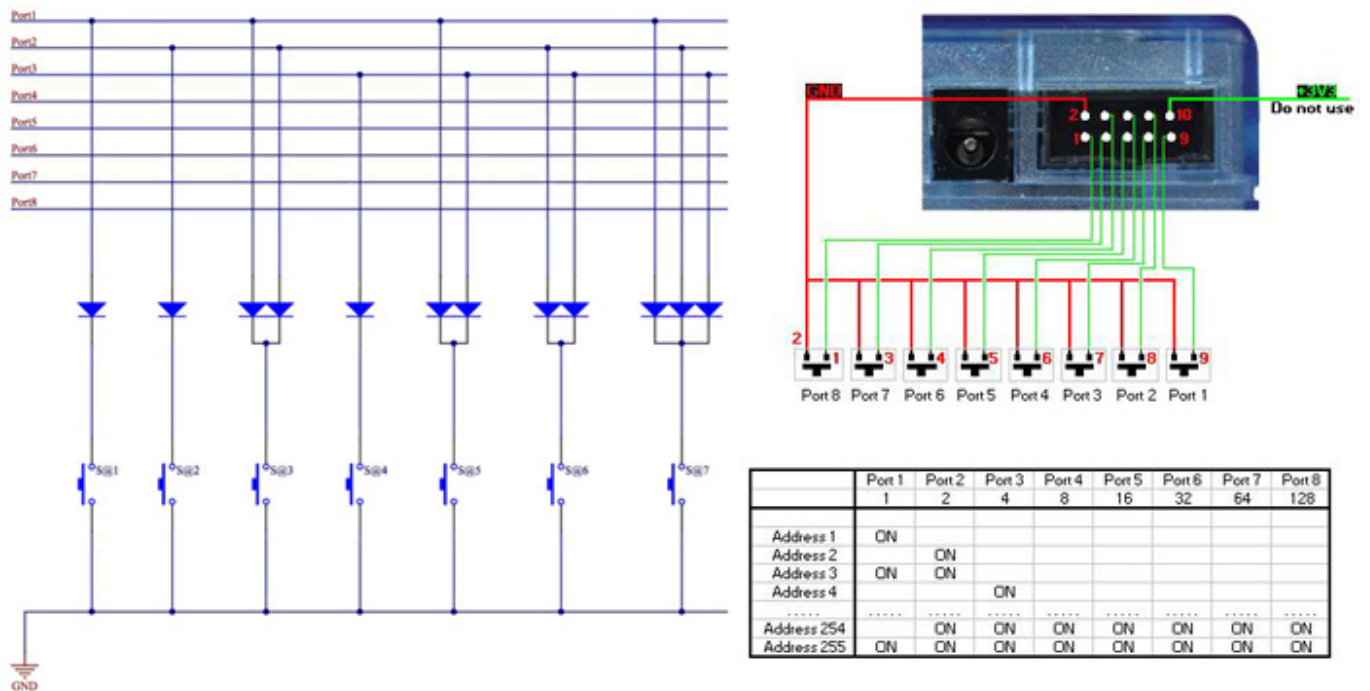 Port1
Port2
Port3
Port4
Port5
Port6
Port7
Port8
S@1 S@2 S@3 S@4 S@5 S@6 S@7
GND
GND +3V3
Do not use
2 10
1 9
2 1 3 4 5 6 7 8 9
Port 8 Port 7 Port 6 Port 5 Port 4 Port 3 Port 2 Port 1
Port 1 Port 2 Port 3 Port 4 Port 5 Port 6 Port 7 Port 8
1 2 4 8 16 32 64 128
Address 1 ON
Address 2 ON
Address 3 ON ON
Address 4 ON
..... ..... ..... ..... ..... ..... ..... ..... .....
Address 254 ON ON ON ON ON ON ON
Address 255 ON ON ON ON ON ON ON ON